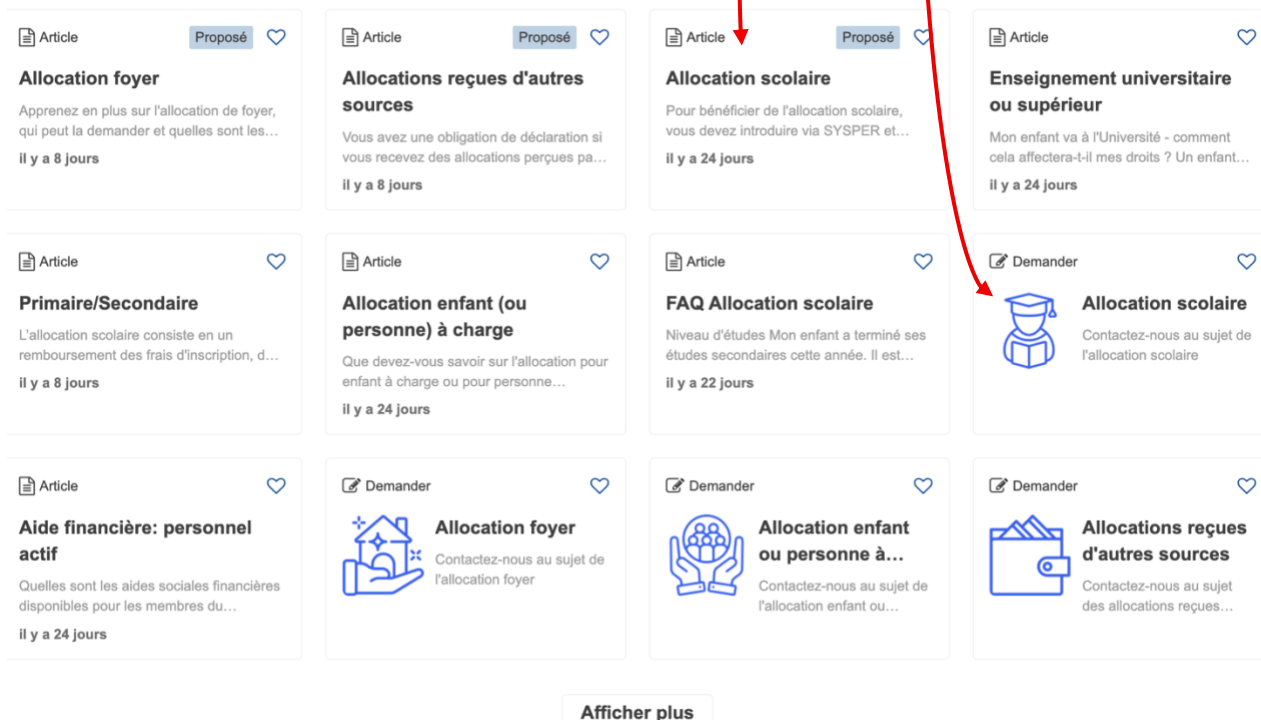 Article
Proposé
Allocation foyer
Apprenez en plus sur l'allocation de foyer,
qui peut la demander et quelles sont les…
il y a 8 jours
Article
Proposé
Allocations reçues d'autres
sources
Vous avez une obligation de déclaration si
vous recevez des allocations perçues pa…
il y a 8 jours
Article
Proposé
Allocation scolaire
Pour bénéficier de l'allocation scolaire,
vous devez introduire via SYSPER et…
il y a 24 jours
Article
Enseignement universitaire
ou supérieur
Mon enfant va à l'Université - comment
cela affectera-t-il mes droits ? Un enfant…
il y a 24 jours
Article
Primaire/Secondaire
L'allocation scolaire consiste en un
remboursement des frais d'inscription, d…
il y a 8 jours
Article
Allocation enfant (ou
personne) à charge
Que devez-vous savoir sur l'allocation pour
enfant à charge ou pour personne…
il y a 24 jours
Article
FAQ Allocation scolaire
Niveau d'études Mon enfant a terminé ses
études secondaires cette année. Il est…
il y a 22 jours
Demander
Allocation scolaire
Contactez-nous au sujet de
l'allocation scolaire
Article
Aide financière: personnel
actif
Quelles sont les aides sociales financières
disponibles pour les membres du…
il y a 24 jours
Demander
Allocation foyer
Contactez-nous au sujet de
l'allocation foyer
Demander
Allocation enfant
ou personne à…
Contactez-nous au sujet de
l'allocation enfant ou…
Demander
Allocations reçues
d'autres sources
Contactez-nous au sujet
des allocations reçues…
Afficher plus